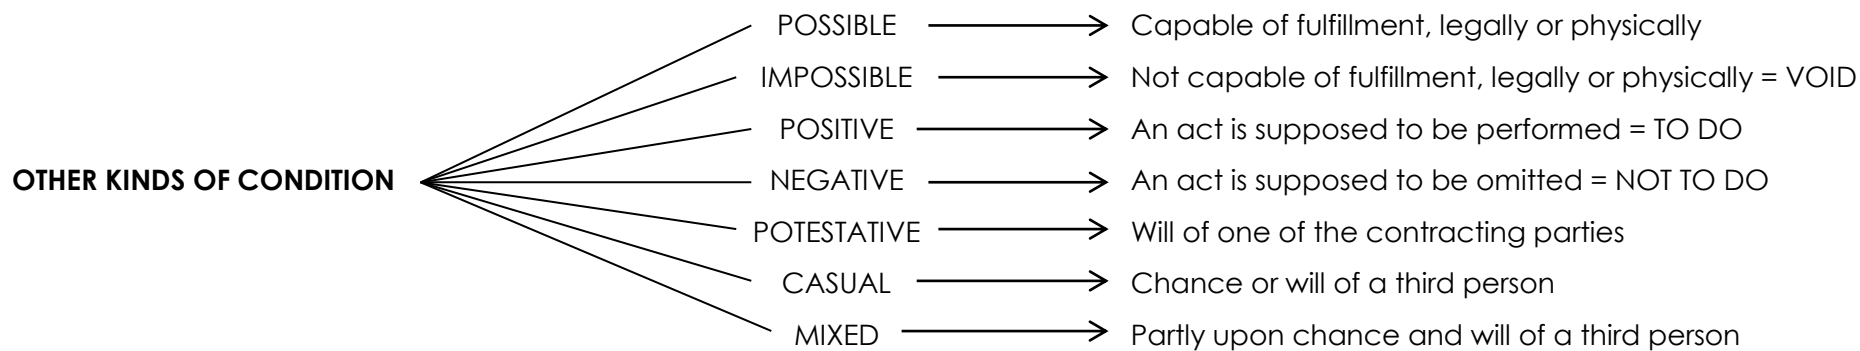 POSSIBLE Capable of fulfillment, legally or physically
IMPOSSIBLE Not capable of fulfillment, legally or physically = VOID
POSITIVE An act is supposed to be performed = TO DO
OTHER KINDS OF CONDITION NEGATIVE An act is supposed to be omitted = NOT TO DO
POTESTATIVE Will of one of the contracting parties
CASUAL Chance or will of a third person
MIXED Partly upon chance and will of a third person